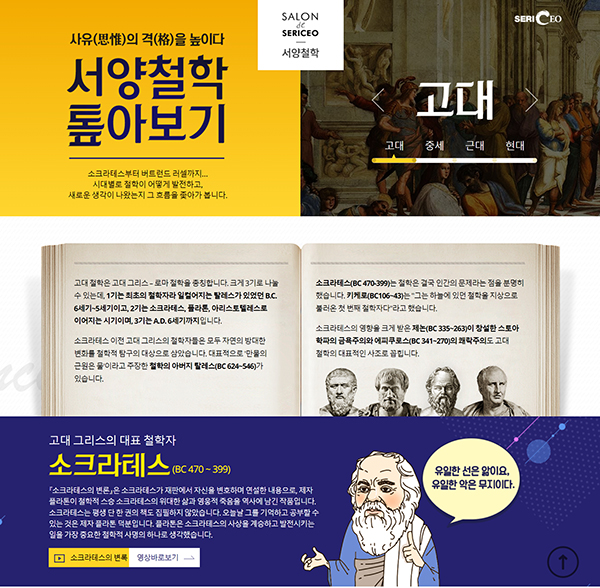 사유(思惟)의 격(格)을 높이다
서양철학
톺아보기
소크라테스부터 버트런드 러셀까지...
시대별로 철학이 어떻게 발전하고,
새로운 생각이 나왔는지 그 흐름을 좇아가 봅니다.
SALON
de
SERICEO
서양철학
SERICEO
고대
고대 중세 근대 현대
고대 철학은 고대 그리스 – 로마 철학을 총칭합니다. 크게 3기로 나눌
수 있는데, 1기는 최초의 철학자라 일컬어지는 탈레스가 있었던 B.C.
6세기~5세기이고, 2기는 소크라테스, 플라톤, 아리스토텔레스로
이어지는 시기이며, 3기는 A.D. 6세기까지입니다.
소크라테스 이전 고대 그리스의 철학자들은 모두 자연의 방대한
변화를 철학적 탐구의 대상으로 삼았습니다. 대표적으로 '만물의
근원은 물'이라고 주장한 철학의 아버지 탈레스(BC 624~546)가
있습니다.
소크라테스(BC 470-399)는 철학은 결국 인간의 문제라는 점을 분명히
했습니다. 키케로(BC106~43)는 "그는 하늘에 있던 철학을 지상으로
불러온 첫 번째 철학자다"라고 했습니다.
소크라테스의 영향을 크게 받은 제논(BC 335~263)이 창설한 스토아
학파의 금욕주의와 에피쿠로스(BC 341~270)의 쾌락주의도 고대
철학의 대표적인 사조로 꼽힙니다.
고대 그리스의 대표 철학자
소크라테스 (BC 470 ~ 399)
『소크라테스의 변론』은 소크라테스가 재판에서 자신을 변호하며 연설한 내용으로, 제자
플라톤이 철학적 스승 소크라테스의 위대한 삶과 영웅적 죽음을 역사에 남긴 작품입니다.
소크라테스는 평생 단 한 권의 책도 집필하지 않았습니다. 오늘날 그를 기억하고 공부할 수
있는 것은 제자 플라톤 덕분입니다. 플라톤은 소크라테스의 사상을 계승하고 발전시키는
일을 가장 중요한 철학적 사명의 하나로 생각했습니다.
소크라테스의 변록 영상바로보기
유일한 선은 앎이요,
유일한 악은 무지이다.